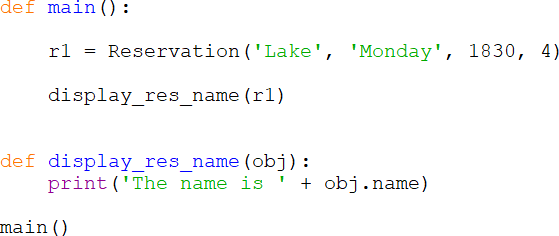 def main():
    r1 = Reservation('Lake', 'Monday', 1830, 4)
    display_res_name(r1)
def display_res_name(obj):
    print('The name is ' + obj.name)
main()